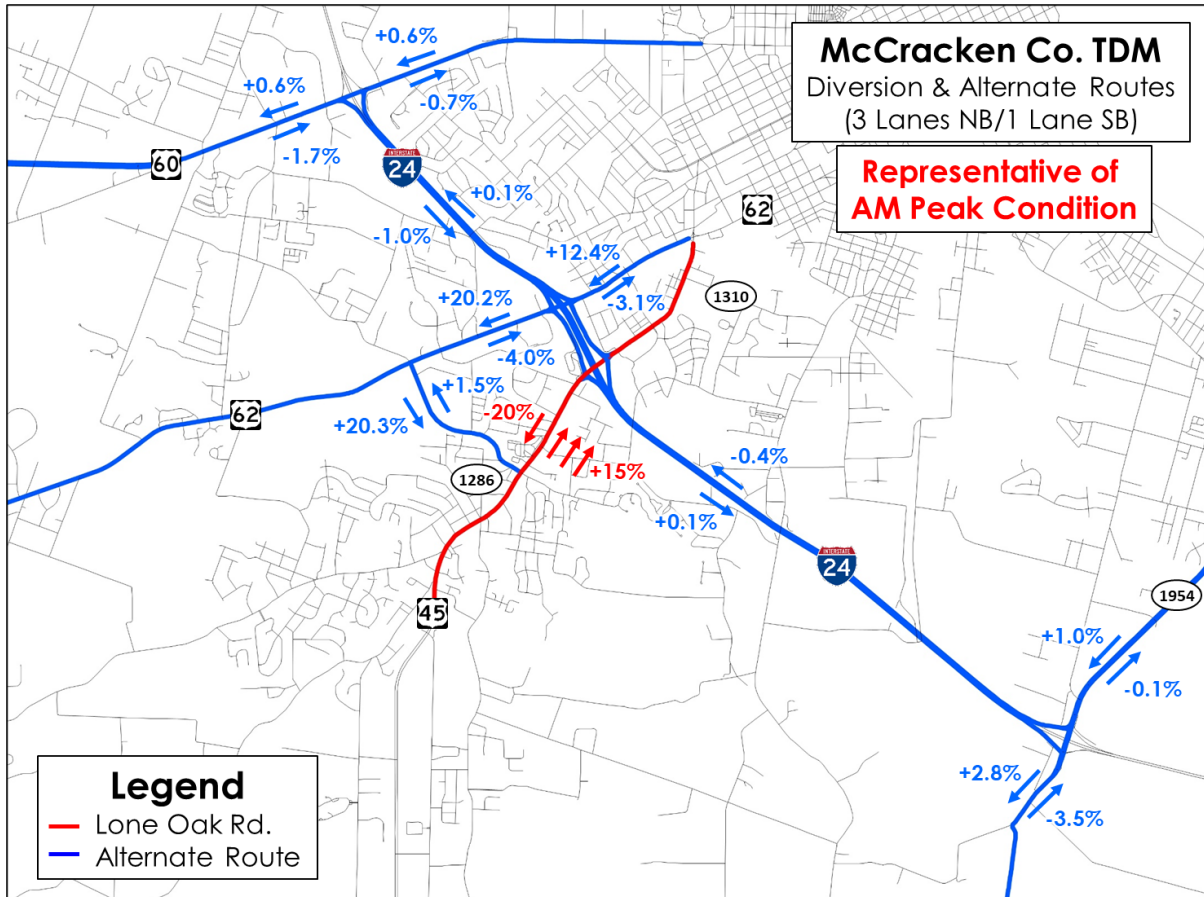 McCracken Co. TDM
Diversion & Alternate Routes
(3 Lanes NB/1 Lane SB)
Representative of
AM Peak Condition
+0.6%
-0.7%
+0.6%
-1.7%
60
INTERSTATE
24
+0.1%
-1.0%
62
+12.4%
-3.1%
1310
+20.2%
-4.0%
+1.5%
+20.3%
62
-20%
+15%
1286
-0.4%
+0.1%
INTERSTATE
24
45
1954
+1.0%
-0.1%
+2.8%
-3.5%
Legend
Lone Oak Rd.
Alternate Route